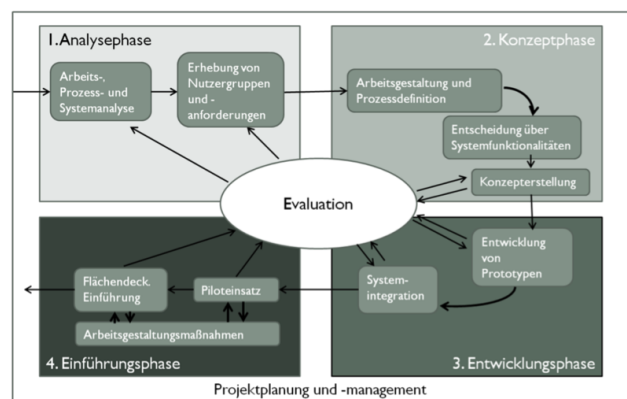 1. Analysephase
Arbeits-,
Prozess- und
Systemanalyse
Erhebung von
Nutzergruppen
und -
anforderungen
2. Konzeptphase
Arbeitsgestaltung und
Prozessdefinition
Entscheidung über
Systemfunktionalitäten
Konzepterstellung
Evaluation
Entwicklung
von
Prototypen
System-
integration
3. Entwicklungsphase
Piloteinsatz
Flächendeck.
Einführung
Arbeitsgestaltungsmaßnahmen
4. Einführungsphase
Projektplanung und -management